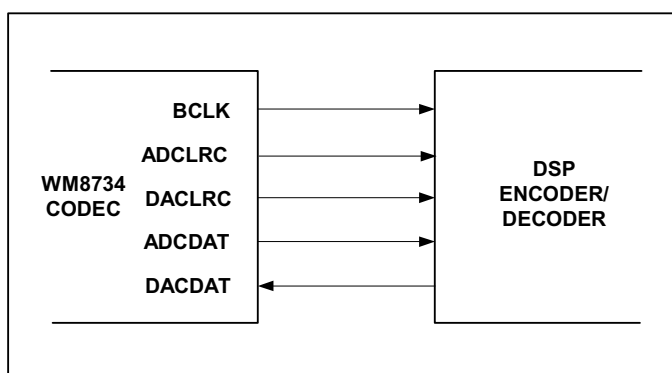 BCLK
ADCLRC
WM8734
CODEC
DACLRC
ADCDAT
DACDAT
DSP
ENCODER/
DECODER